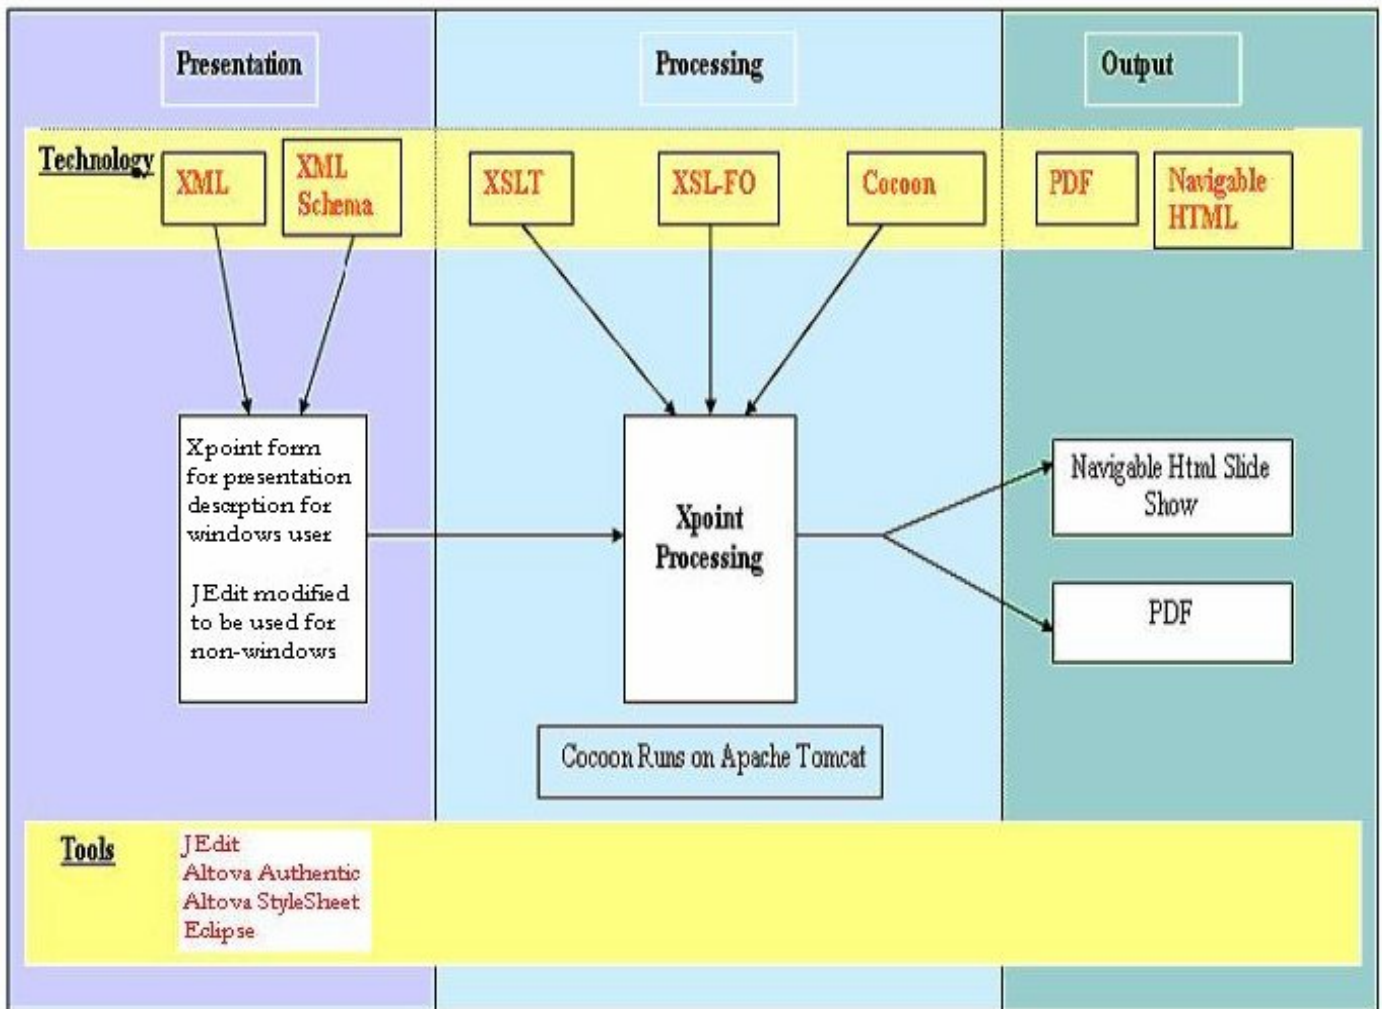 Presentation
Processing
Output
Technology
XML
XML
Schema
XSLT
XSL-FO
Cocoon
PDF
Navigable
HTML
Xpoint form
for presentation
descrption for
windows user
JEdit modified
to be used for
non-windows
Xpoint
Processing
Navigable Html Slide
Show
PDF
Cocoon Runs on Apache Tomcat
Tools
JEdit
Altova Authentic
Altova StyleSheet
Eclipse